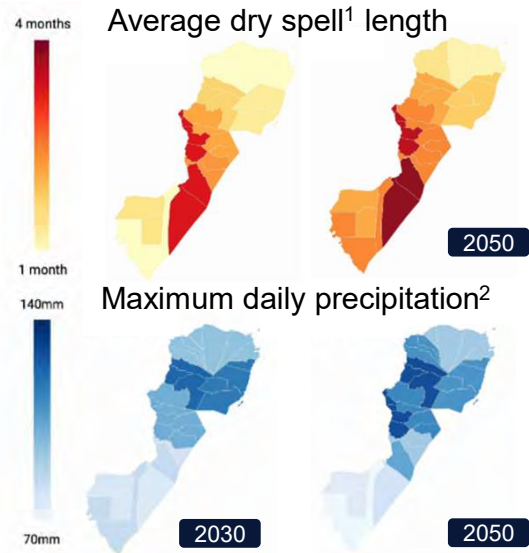 Average dry spell¹ length
4 months
1 month
2050
Maximum daily precipitation²
140mm
70mm
2030
2050